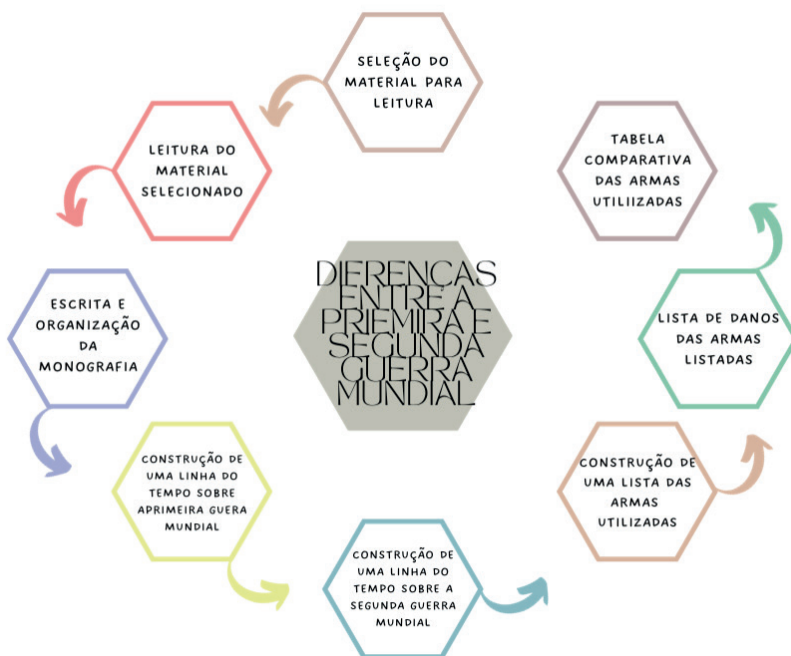 SELEÇÃO DO
MATERIAL PARA
LEITURA
LEITURA DO
MATERIAL
SELECIONADO
ESCRITA E
ORGANIZAÇÃO
DA
MONOGRAFIA
CONSTRUÇÃO DE
UMA LINHA DO
TEMPO SOBRE
APRIMEIRA GUERA
MUNDIAL
CONSTRUÇÃO DE
UMA LINHA DO
TEMPO SOBRE A
SEGUNDA GUERRA
MUNDIAL
CONSTRUÇÃO DE
UMA LISTA DAS
ARMAS
UTILIZADAS
LISTA DE DANOS
DAS ARMAS
LISTADAS
TABELA
COMPARATIVA
DAS ARMAS
UTILIIZADAS
DIFRENÇAS
ENTRE A
PRIEMIRA E
SEGUNDA
GUERRA
MUNDIAL